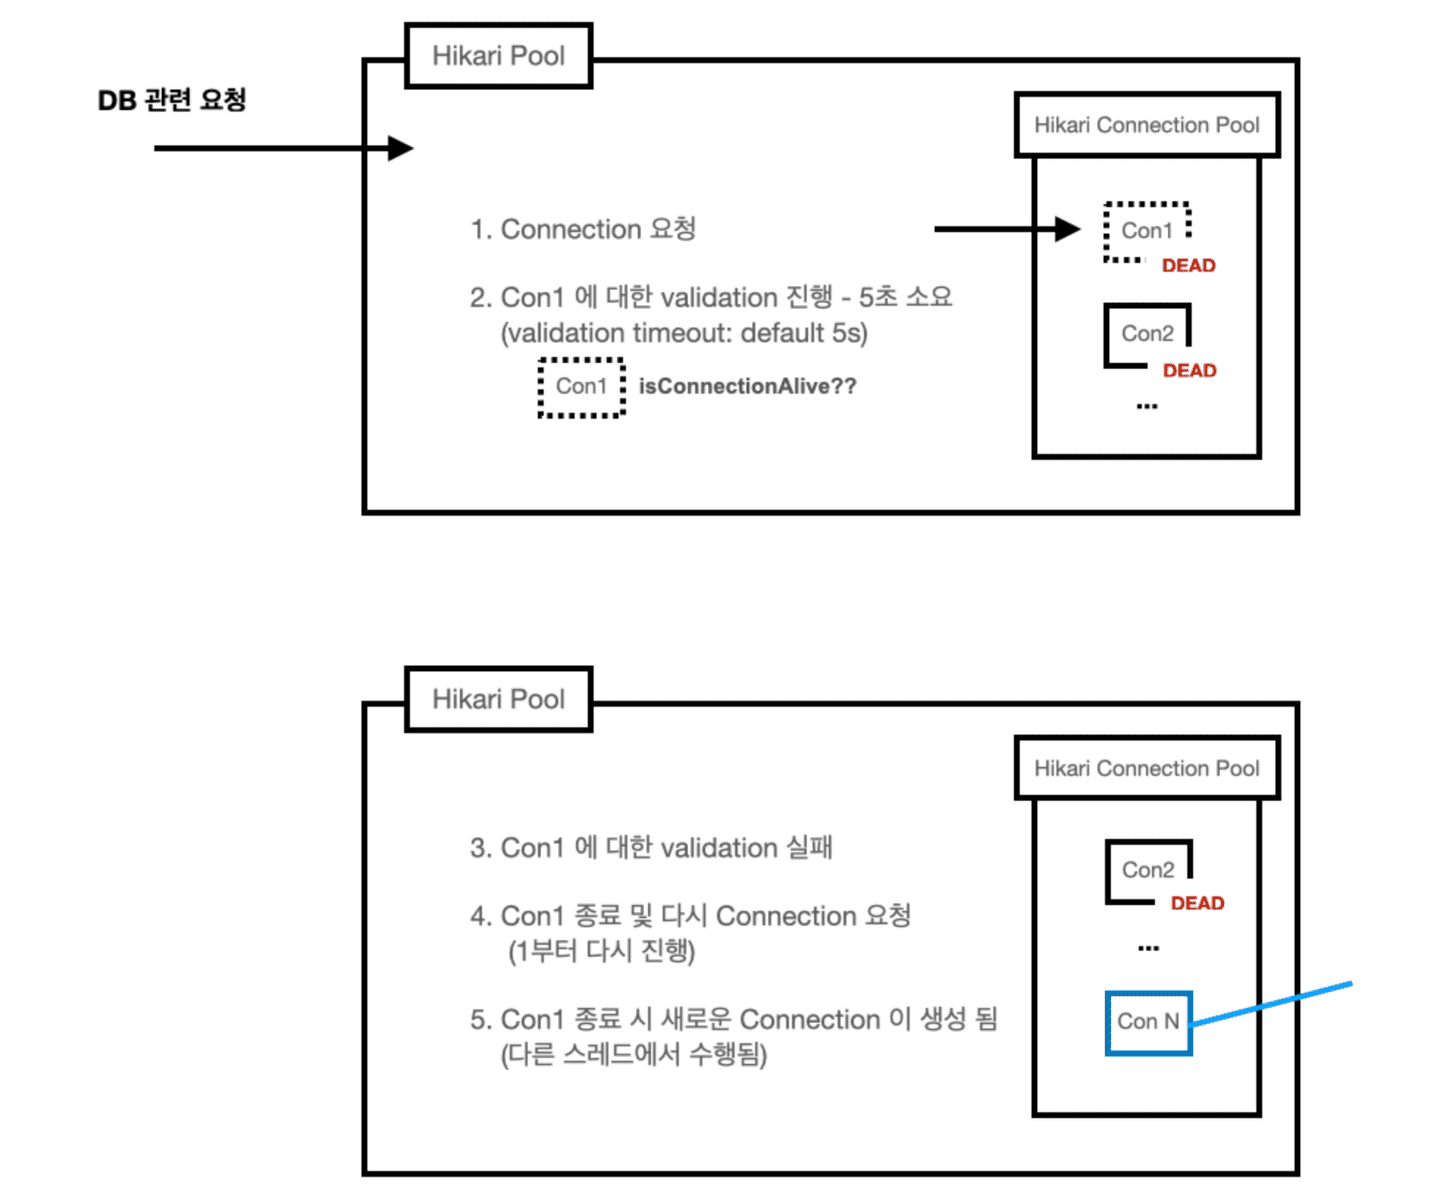 Hikari Pool
DB 관련 요청
Hikari Connection Pool
1. Connection 요청
Con1
DEAD
2. Con1 에 대한 validation 진행 - 5초 소요
(validation timeout: default 5s)
Con1 isConnectionAlive??
Con2
DEAD
...
Hikari Pool
Hikari Connection Pool
3. Con1 에 대한 validation 실패
Con2
DEAD
4. Con1 종료 및 다시 Connection 요청
(1부터 다시 진행)
...
5. Con1 종료 시 새로운 Connection 이 생성 됨
(다른 스레드에서 수행됨)
Con N